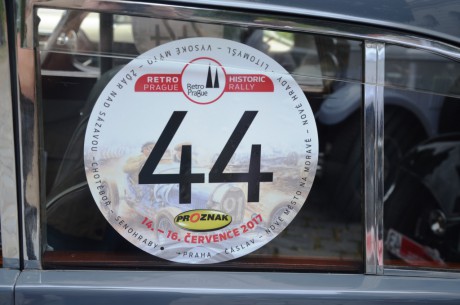 NOVÉ HRADY · LITOMYŠL · VYSOKÉ MÝTO · ŽĎÁR NAD SÁZAVOU · CHOTĚBOŘ · SENOHRABY · PRAHA · ČÁSLAV · NOVÉ MĚSTO NA MORAVĚ
RETRO
PRAGUE
Retro
Prague
HISTORIC
RALLY
44
01
PROZNAK
14. – 16. ČERVENCE 2017